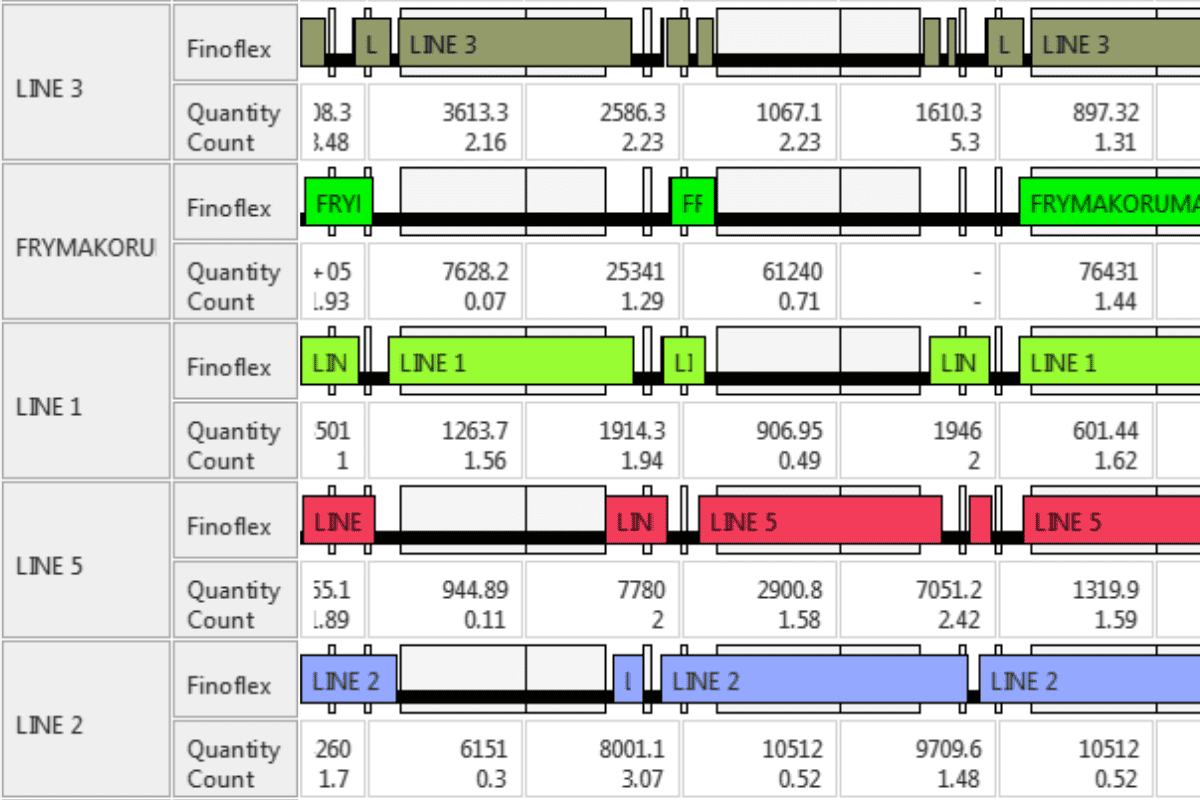 Finoflex L LINE 3 L LINE 3
LINE 3
Quantity 3613.3 2586.3 1067.1 1610.3 897.32
Count 2.16 2.23 2.23 5.3 1.31
Finoflex FRYI FF FRYMAKORUMA
FRYMAKORU
Quantity +05 7628.2 25341 61240 - 76431
Count .93 0.07 1.29 0.71 - 1.44
Finoflex LIN LINE 1 LI LIN LINE 1
LINE 1
Quantity 501 1263.7 1914.3 906.95 1946 601.44
Count 1 1.56 1.94 0.49 2 1.62
Finoflex LINE LIN LINE 5 LINE 5
LINE 5
Quantity 55.1 944.89 7780 2900.8 7051.2 1319.9
Count .89 0.11 2 1.58 2.42 1.59
Finoflex LINE 2 L LINE 2 LINE 2
LINE 2
Quantity 260 6151 8001.1 10512 9709.6 10512
Count 1.7 0.3 3.07 0.52 1.48 0.52